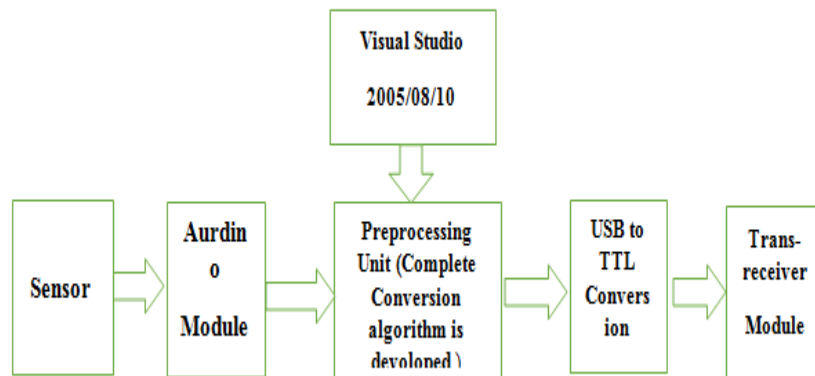 Visual Studio
2005/08/10
Sensor
Aurdin
o
Module
Preprocessing
Unit (Complete
Conversion
algorithm is
devoloped )
USB to
TTL
Convers
ion
Trans-
receiver
Module